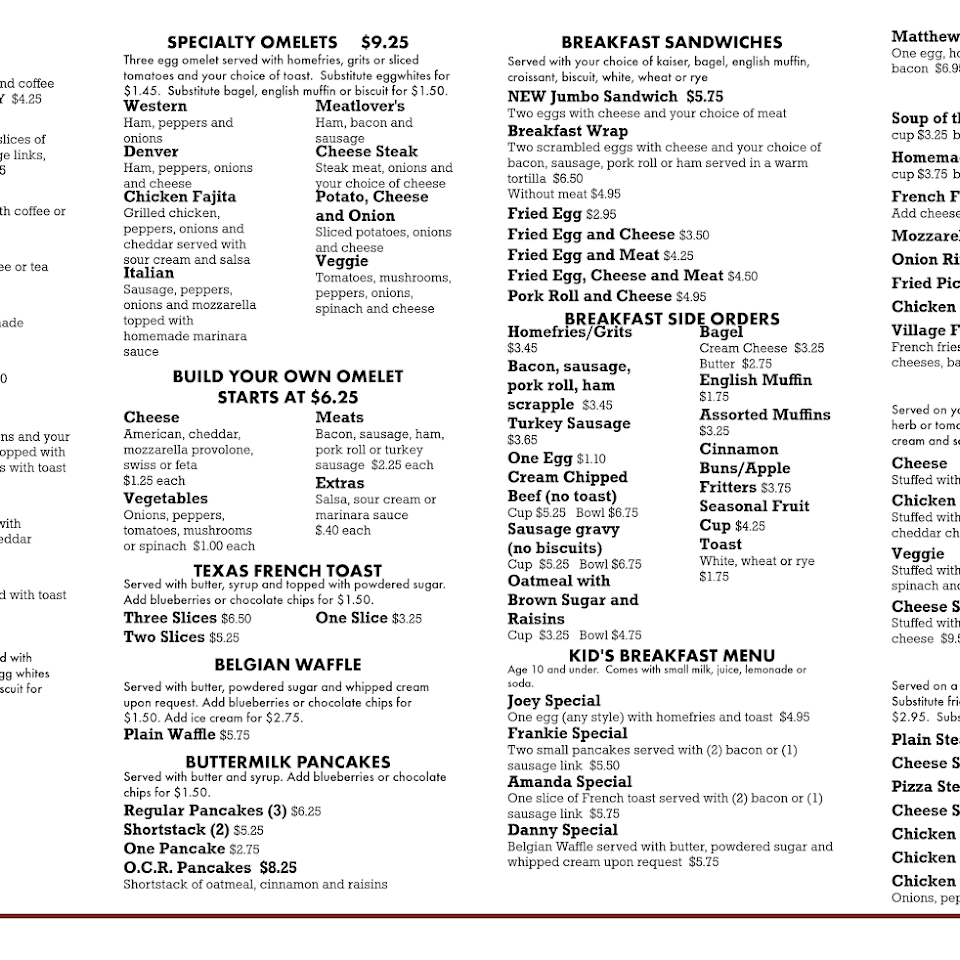 nd coffee
Y $4.25
slices of
ge links,
5
th coffee or
ee or tea
nade
0
ns and your
opped with
s with toast
with
eddar
d with toast
d with
gg whites
scuit for
SPECIALTY OMELETS $9.25
Three egg omelet served with homefries, grits or sliced
tomatoes and your choice of toast. Substitute eggwhites for
$1.45. Substitute bagel, english muffin or biscuit for $1.50.
Western
Ham, peppers and
onions
Denver
Ham, peppers, onions
and cheese
Chicken Fajita
Grilled chicken,
peppers, onions and
cheddar served with
sour cream and salsa
Italian
Sausage, peppers,
onions and mozzarella
topped with
homemade marinara
sauce
Meatlover's
Ham, bacon and
sausage
Cheese Steak
Steak meat, onions and
your choice of cheese
Potato, Cheese
and Onion
Sliced potatoes, onions
and cheese
Veggie
Tomatoes, mushrooms,
peppers, onions,
spinach and cheese
BUILD YOUR OWN OMELET
STARTS AT $6.25
Cheese
American, cheddar,
mozzarella provolone,
swiss or feta
$1.25 each
Vegetables
Onions, peppers,
tomatoes, mushrooms
or spinach $1.00 each
Meats
Bacon, sausage, ham,
pork roll or turkey
sausage $2.25 each
Extras
Salsa, sour cream or
marinara sauce
$.40 each
TEXAS FRENCH TOAST
Served with butter, syrup and topped with powdered sugar.
Add blueberries or chocolate chips for $1.50.
Three Slices $6.50
Two Slices $5.25
One Slice $3.25
BELGIAN WAFFLE
Served with butter, powdered sugar and whipped cream
upon request. Add blueberries or chocolate chips for
$1.50. Add ice cream for $2.75.
Plain Waffle $5.75
BUTTERMILK PANCAKES
Served with butter and syrup. Add blueberries or chocolate
chips for $1.50.
Regular Pancakes (3) $6.25
Shortstack (2) $5.25
One Pancake $2.75
O.C.R. Pancakes $8.25
Shortstack of oatmeal, cinnamon and raisins
BREAKFAST SANDWICHES
Served with your choice of kaiser, bagel, english muffin,
croissant, biscuit, white, wheat or rye
NEW Jumbo Sandwich $5.75
Two eggs with cheese and your choice of meat
Breakfast Wrap
Two scrambled eggs with cheese and your choice of
bacon, sausage, pork roll or ham served in a warm
tortilla $6.50
Without meat $4.95
Fried Egg $2.95
Fried Egg and Cheese $3.50
Fried Egg and Meat $4.25
Fried Egg, Cheese and Meat $4.50
Pork Roll and Cheese $4.95
BREAKFAST SIDE ORDERS
Homefries/Grits
$3.45
Bacon, sausage,
pork roll, ham
scrapple $3.45
Turkey Sausage
$3.65
One Egg $1.10
Cream Chipped
Beef (no toast)
Cup $5.25 Bowl $6.75
Sausage gravy
(no biscuits)
Cup $5.25 Bowl $6.75
Oatmeal with
Brown Sugar and
Raisins
Cup $3.25 Bowl $4.75
Bagel
Cream Cheese $3.25
Butter $2.75
English Muffin
$1.75
Assorted Muffins
$3.25
Cinnamon
Buns/Apple
Fritters $3.75
Seasonal Fruit
Cup $4.25
Toast
White, wheat or rye
$1.75
KID'S BREAKFAST MENU
Age 10 and under. Comes with small milk, juice, lemonade or
soda.
Joey Special
One egg (any style) with homefries and toast $4.95
Frankie Special
Two small pancakes served with (2) bacon or (1)
sausage link $5.50
Amanda Special
One slice of French toast served with (2) bacon or (1)
sausage link $5.75
Danny Special
Belgian Waffle served with butter, powdered sugar and
whipped cream upon request $5.75
Matthew
One egg, h
bacon $6.9
Soup of th
cup $3.25 b
Homemad
cup $3.75 b
French F
Add cheese
Mozzarel
Onion Ri
Fried Pic
Chicken
Village F
French fries
cheeses, ba
Served on yo
herb or toma
cream and sa
Cheese
Stuffed with
Chicken
Stuffed with
cheddar ch
Veggie
Stuffed with
spinach and
Cheese S
Stuffed with
cheese $9.5
Served on a
Substitute fri
$2.95. Subs
Plain Stea
Cheese S
Pizza Ste
Cheese S
Chicken
Chicken
Chicken
Onions, pep